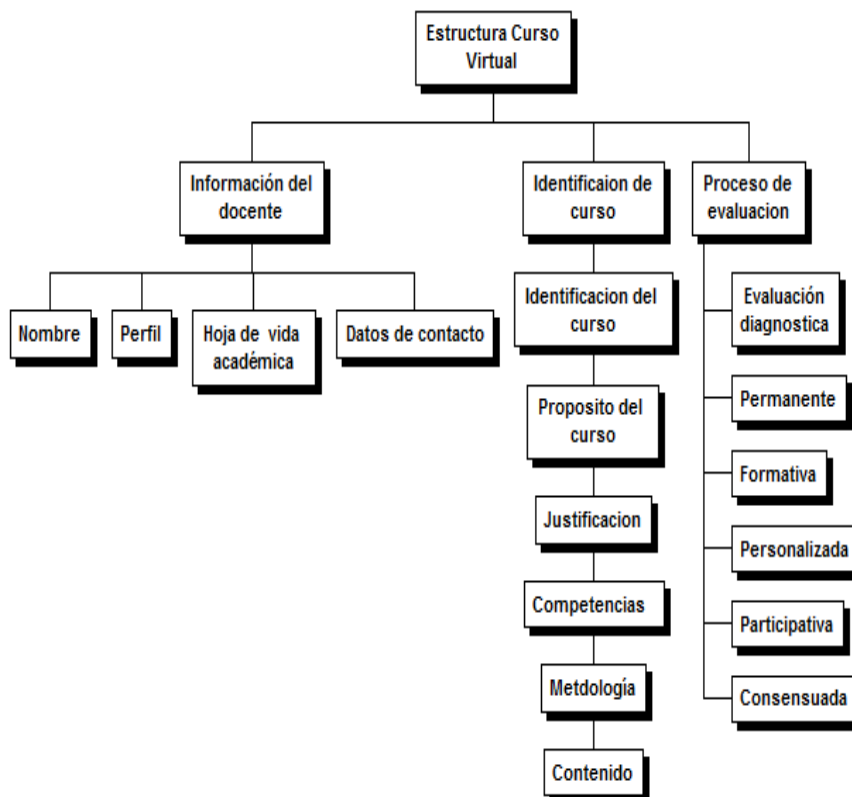 Estructura Curso
Virtual
Información del
docente
Identificaion de
curso
Proceso de
evaluacion
Nombre
Perfil
Hoja de vida
académica
Datos de contacto
Identificacion del
curso
Proposito del
curso
Justificacion
Competencias
Metdología
Contenido
Evaluación
diagnostica
Permanente
Formativa
Personalizada
Participativa
Consensuada